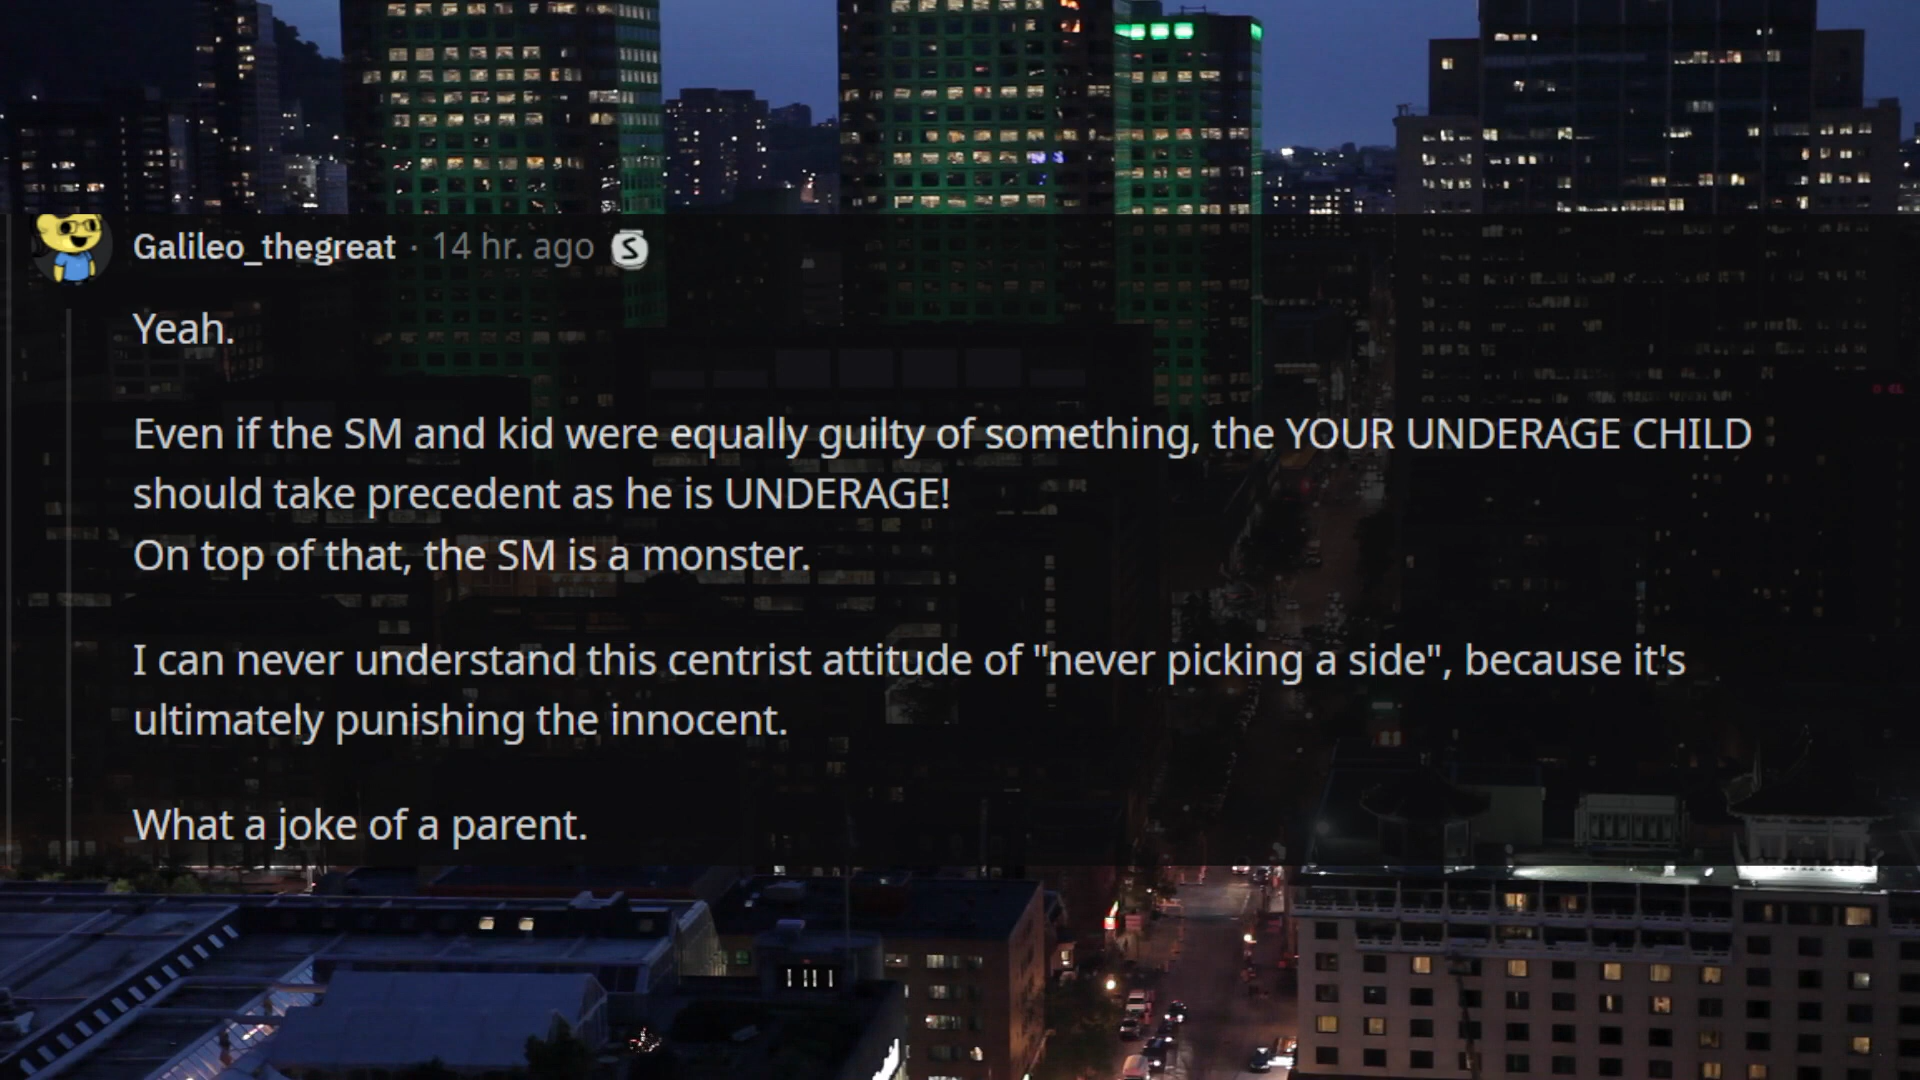 Galileo_thegreat · 14 hr. ago S
Yeah.
Even if the SM and kid were equally guilty of something, the YOUR UNDERAGE CHILD
should take precedent as he is UNDERAGE!
On top of that, the SM is a monster.
I can never understand this centrist attitude of "never picking a side", because it's
ultimately punishing the innocent.
What a joke of a parent.